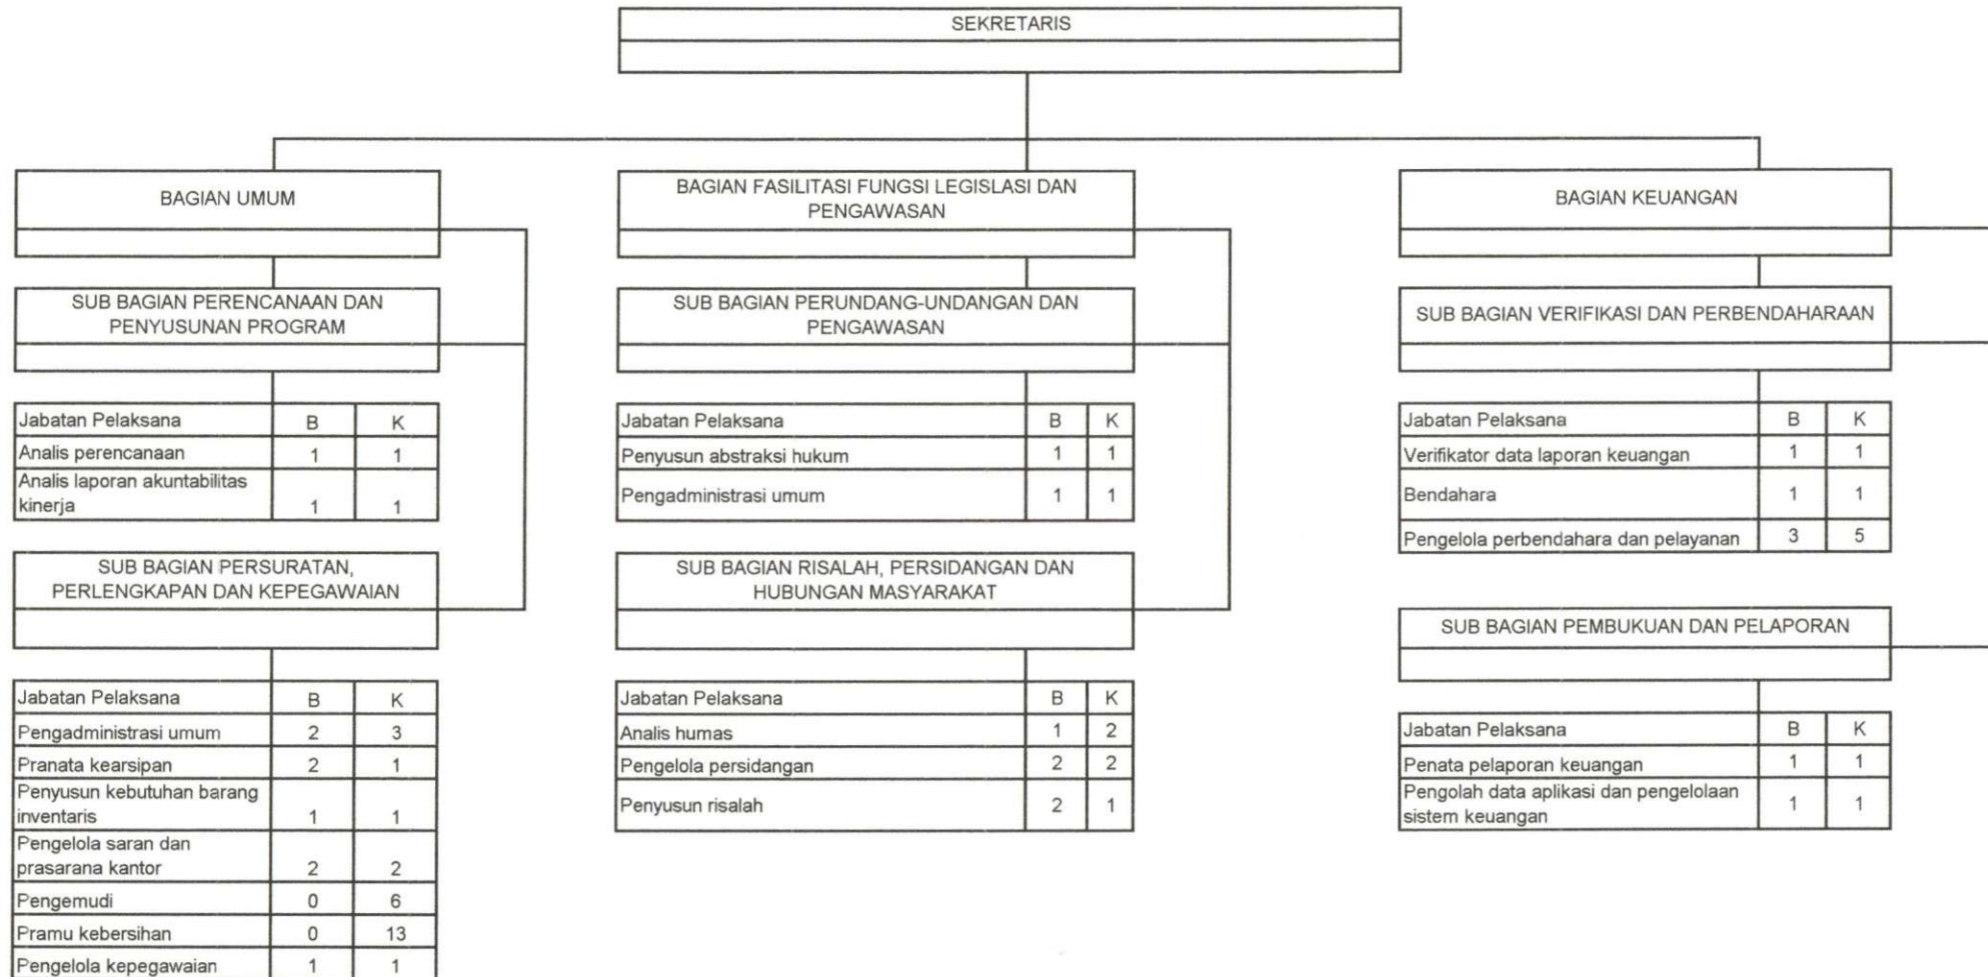 SEKRETARIS
BAGIAN UMUM
SUB BAGIAN PERENCANAAN DAN
PENYUSUNAN PROGRAM
Jabatan Pelaksana B K
Analis perencanaan 1 1
Analis laporan akuntabilitas
kinerja 1 1
SUB BAGIAN PERSURATAN,
PERLENGKAPAN DAN KEPEGAWAIAN
Jabatan Pelaksana B K
Pengadministrasi umum 2 3
Pranata kearsipan 2 1
Penyusun kebutuhan barang
inventaris 1 1
Pengelola saran dan
prasarana kantor 2 2
Pengemudi 0 6
Pramu kebersihan 0 13
Pengelola kepegawaian 1 1
BAGIAN FASILITASI FUNGSI LEGISLASI DAN
PENGAWASAN
SUB BAGIAN PERUNDANG-UNDANGAN DAN
PENGAWASAN
Jabatan Pelaksana B K
Penyusun abstraksi hukum 1 1
Pengadministrasi umum 1 1
SUB BAGIAN RISALAH, PERSIDANGAN DAN
HUBUNGAN MASYARAKAT
Jabatan Pelaksana B K
Analis humas 1 2
Pengelola persidangan 2 2
Penyusun risalah 2 1
BAGIAN KEUANGAN
SUB BAGIAN VERIFIKASI DAN PERBENDAHARAAN
Jabatan Pelaksana B K
Verifikator data laporan keuangan 1 1
Bendahara 1 1
Pengelola perbendahara dan pelayanan 3 5
SUB BAGIAN PEMBUKUAN DAN PELAPORAN
Jabatan Pelaksana B K
Penata pelaporan keuangan 1 1
Pengolah data aplikasi dan pengelolaan
sistem keuangan 1 1